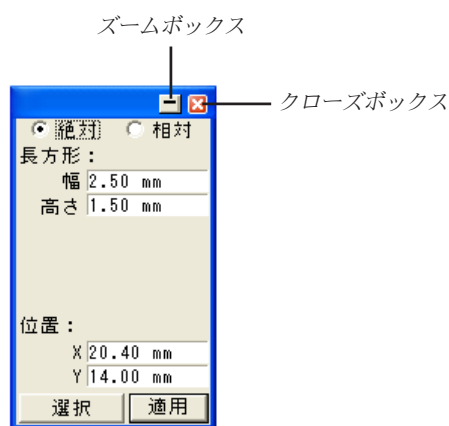 ズームボックス
クローズボックス
絶対 相対
長方形：
幅 2.50 mm
高さ 1.50 mm
位置：
X 20.40 mm
Y 14.00 mm
選択 適用